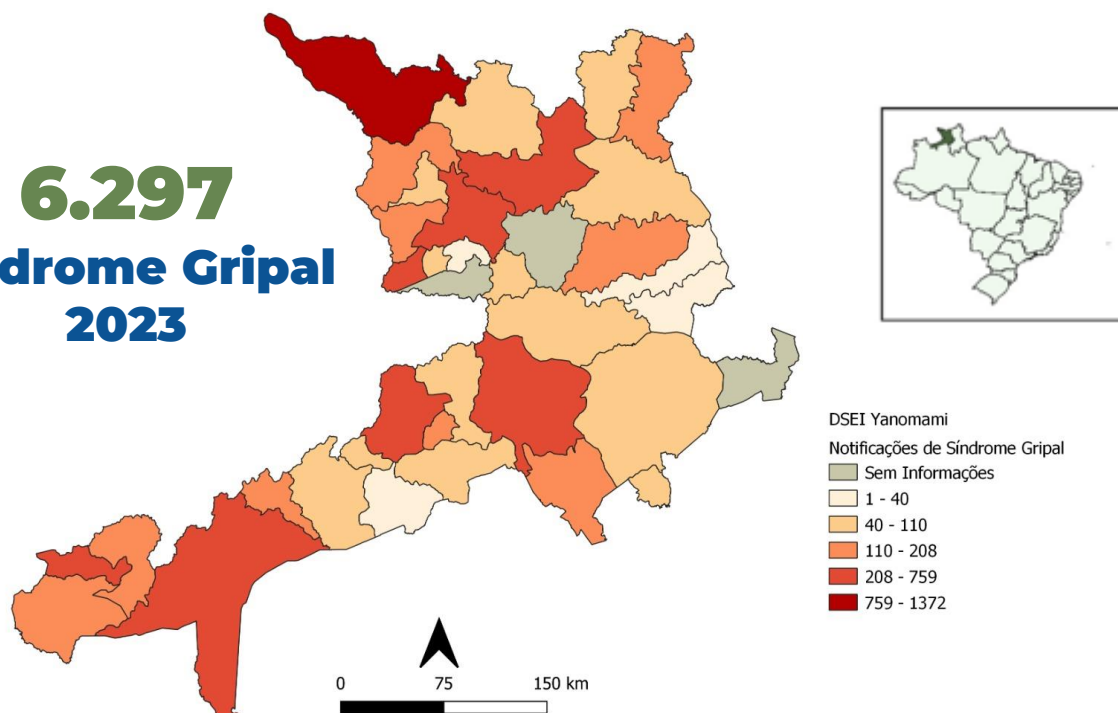 6.297
drome Gripal
2023
DSEI Yanomami
Notificações de Síndrome Gripal
Sem Informações
1 - 40
40 - 110
110 - 208
208 - 759
759 - 1372
0 75 150 km